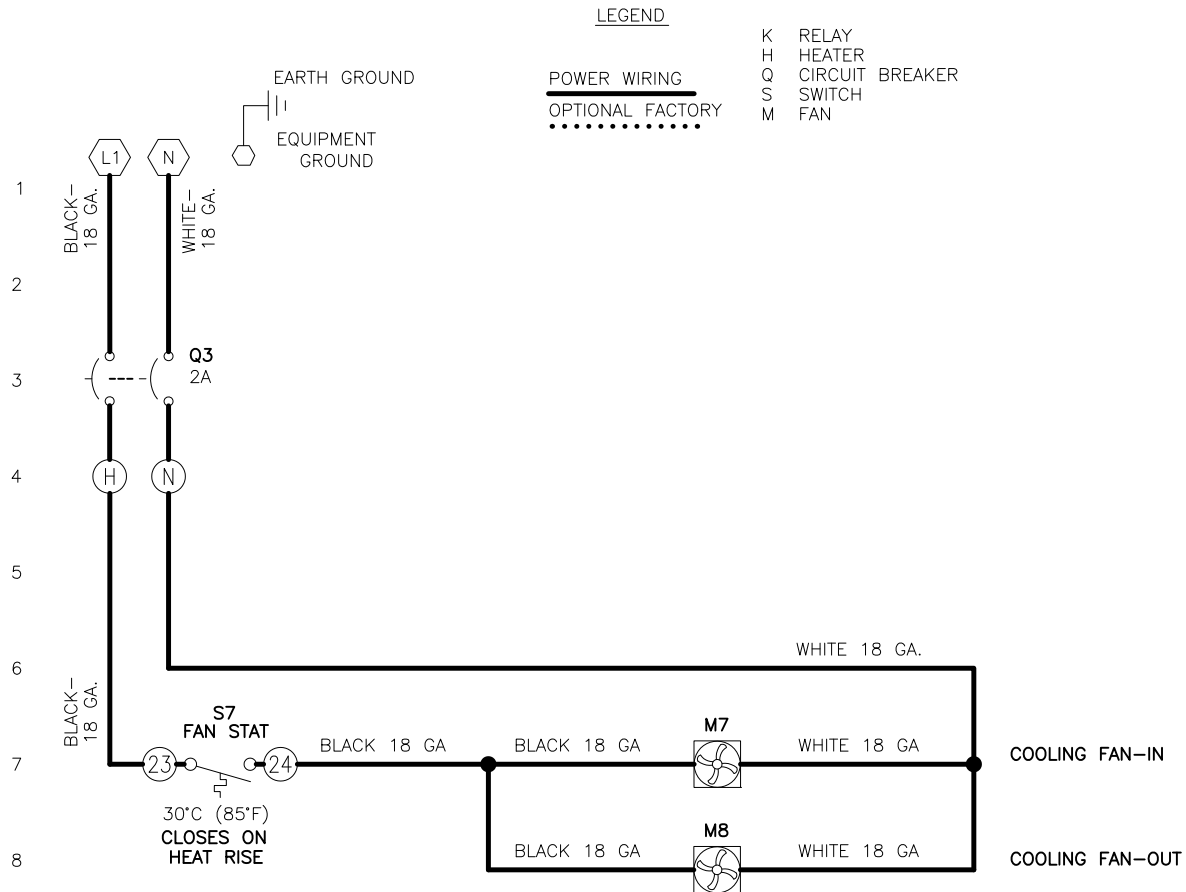 LEGEND
K RELAY
H HEATER
Q CIRCUIT BREAKER
S SWITCH
M FAN
POWER WIRING
OPTIONAL FACTORY
EARTH GROUND
EQUIPMENT
GROUND
L1
N
1
BLACK-
18 GA.
WHITE-
18 GA.
2
Q3
2A
3
4
H
N
5
6
WHITE 18 GA.
BLACK-
18 GA.
S7
FAN STAT
7
23
24
BLACK 18 GA
BLACK 18 GA
M7
WHITE 18 GA
COOLING FAN-IN
30°C (85°F)
CLOSES ON
HEAT RISE
8
BLACK 18 GA
M8
WHITE 18 GA
COOLING FAN-OUT